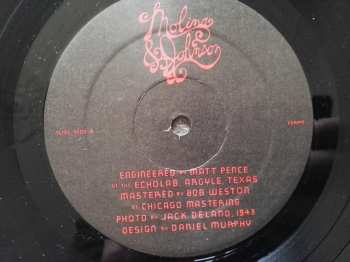 Molina
& Johnson
ENGINEERED BY MATT PENCE
AT THE ECHOLAB, ARGYLE, TEXAS
MASTERED BY BOB WESTON
AT CHICAGO MASTERING
PHOTO BY JACK DELANO, 1943
DESIGN BY DANIEL MURPHY